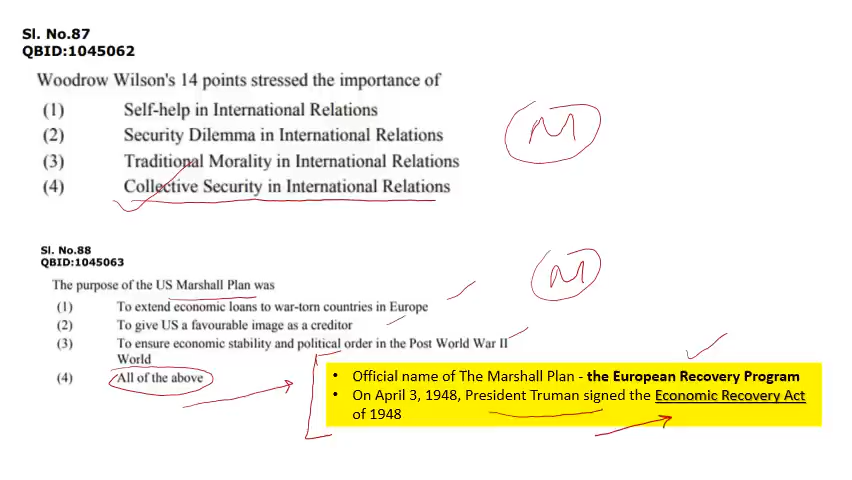 Sl. No.87
QBID:1045062
Woodrow Wilson's 14 points stressed the importance of
(1) Self-help in International Relations
(2) Security Dilemma in International Relations
(3) Traditional Morality in International Relations
(4) Collective Security in International Relations
M
Sl. No.88
QBID:1045063
The purpose of the US Marshall Plan was
(1) To extend economic loans to war-torn countries in Europe
(2) To give US a favourable image as a creditor
(3) To ensure economic stability and political order in the Post World War II
World
(4) All of the above
M
• Official name of The Marshall Plan - the European Recovery Program
• On April 3, 1948, President Truman signed the Economic Recovery Act
of 1948